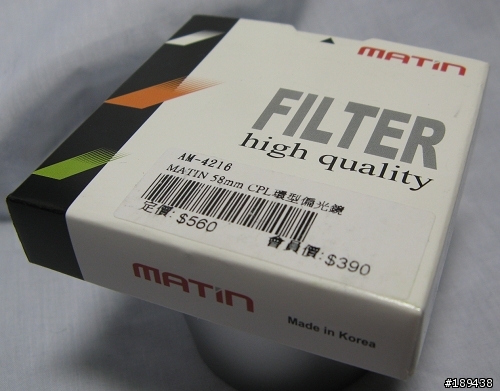 MATIN
FILTER
high quality
AM-4216
MATIN 58mm CPL環型偏光鏡
定價:$560
會員價:$390
MATIN
Made in Korea
#189438